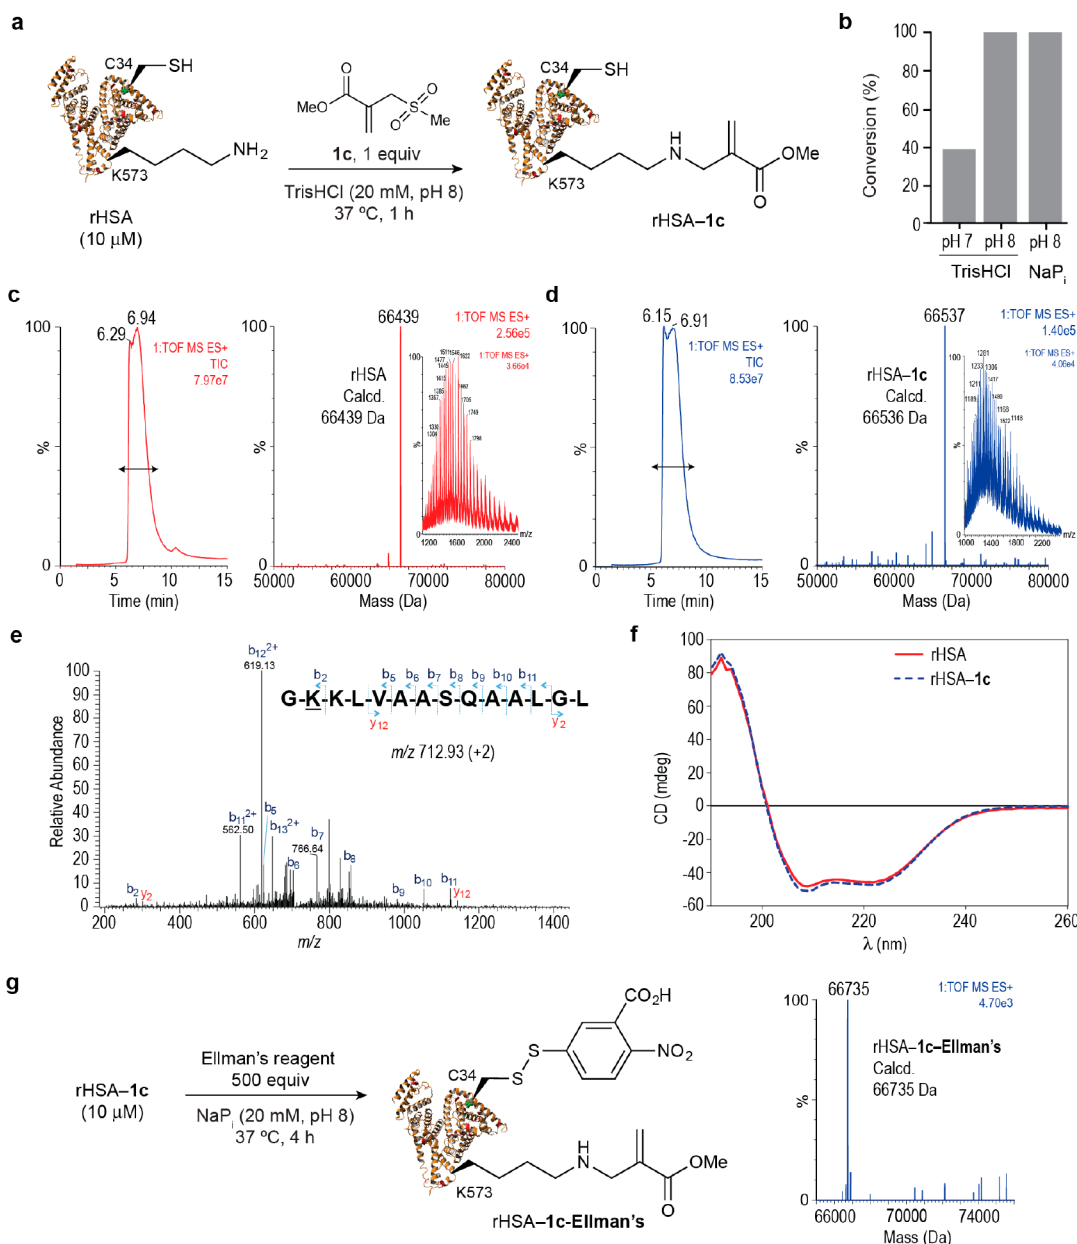 a
C34
SH
NH2
K573
rHSA
(10 µM)
O
MeO
O
S
O
Me
1c, 1 equiv
TrisHCl (20 mM, pH 8)
37 ºC, 1 h
C34
SH
H
N
OMe
O
K573
rHSA–1c
b
Conversion (%)
100
80
60
40
20
0
pH 7
pH 8
pH 8
TrisHCl
NaPi
c
6.94
6.29
100
%
1:TOF MS ES+
TIC
7.97e7
0
5
10
15
Time (min)
66439
100
%
1:TOF MS ES+
2.56e5
1:TOF MS ES+
3.66e4
rHSA
Calcd.
66439 Da
100
%
1200 1600 2000 2400
m/z
50000
60000
70000
80000
Mass (Da)
d
6.15
6.91
100
%
1:TOF MS ES+
TIC
8.53e7
0
5
10
15
Time (min)
66537
100
%
1:TOF MS ES+
1.40e5
1:TOF MS ES+
4.06e4
rHSA–1c
Calcd.
66536 Da
100
%
1000 1400 1800 2200
m/z
50000
60000
70000
80000
Mass (Da)
e
b12 2+
619.13
b2 b5 b6 b7 b8 b9 b10 b11
G-K-K-L-V-A-A-S-Q-A-A-L-G-L
y12
y2
m/z 712.93 (+2)
Relative Abundance
100
90
80
70
60
50
40
30
20
10
0
b11 2+
562.50
b5
b13 2+
b6
b7
766.64
b8
b2
y2
b9
b10
b11
y12
200 400 600 800 1000 1200 1400
m/z
f
rHSA
rHSA–1c
CD (mdeg)
100
80
60
40
20
0
-20
-40
-60
-80
200
220
240
260
λ (nm)
g
rHSA–1c
(10 µM)
Ellman's reagent
500 equiv
NaPi (20 mM, pH 8)
37 ºC, 4 h
CO2H
NO2
S
S
C34
H
N
OMe
O
K573
rHSA–1c-Ellman's
66735
100
%
0
1:TOF MS ES+
4.70e3
rHSA–1c–Ellman's
Calcd.
66735 Da
66000
70000
74000
Mass (Da)